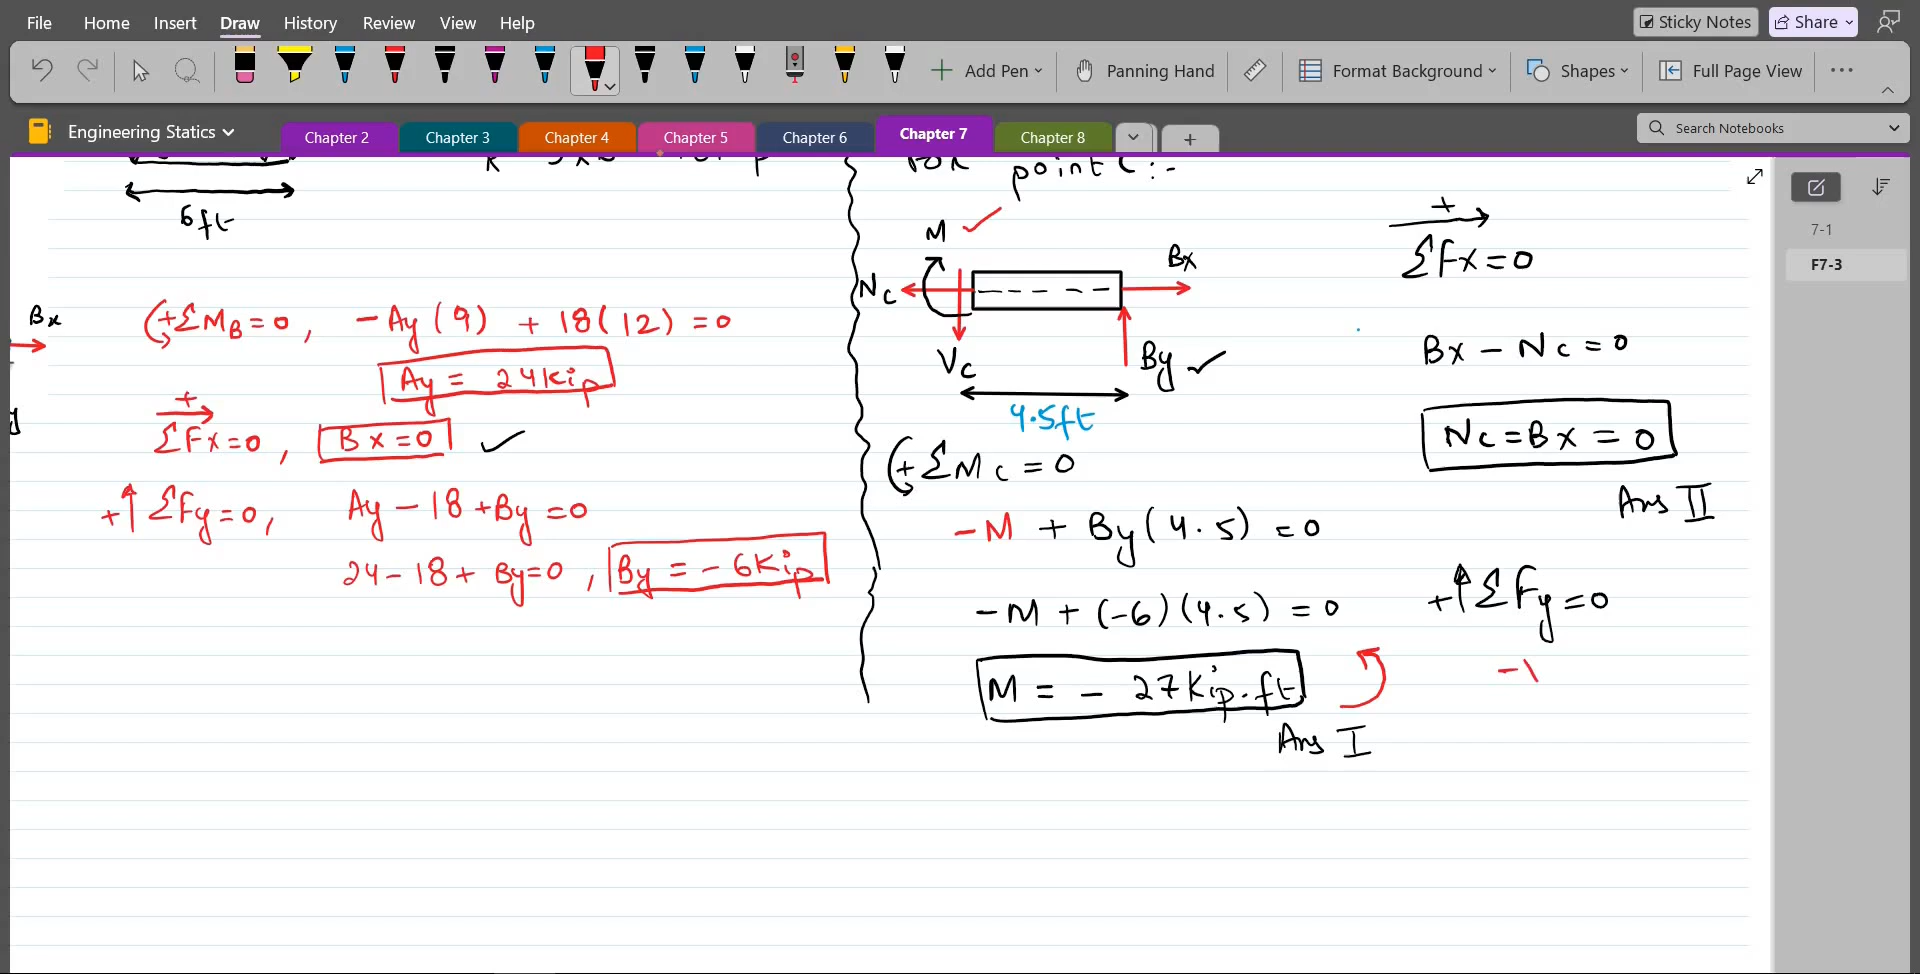 File Home Insert Draw History Review View Help
Sticky Notes Share
Add Pen Panning Hand Format Background Shapes Full Page View
Engineering Statics Chapter 2 Chapter 3 Chapter 4 Chapter 5 Chapter 6 Chapter 7 Chapter 8 +
Search Notebooks
7-1
F7-3
6ft
Bx
(+ΣMB=0, -Ay(9) + 18(12) = 0
Ay = 24kip
+
ΣFx=0, Bx=0 ✓
+↑ΣFy=0, Ay-18+By=0
24-18+By=0, By = -6Kip
point C:-
M ✓
Nc
Bx
Vc
By ✓
4.5ft
(+ΣMc=0
-M + By(4.5) = 0
-M + (-6)(4.5) = 0
M = - 27Kip.ft
Ans I
+
ΣFx=0
Bx - Nc = 0
Nc=Bx=0
Ans II
+↑ΣFy=0